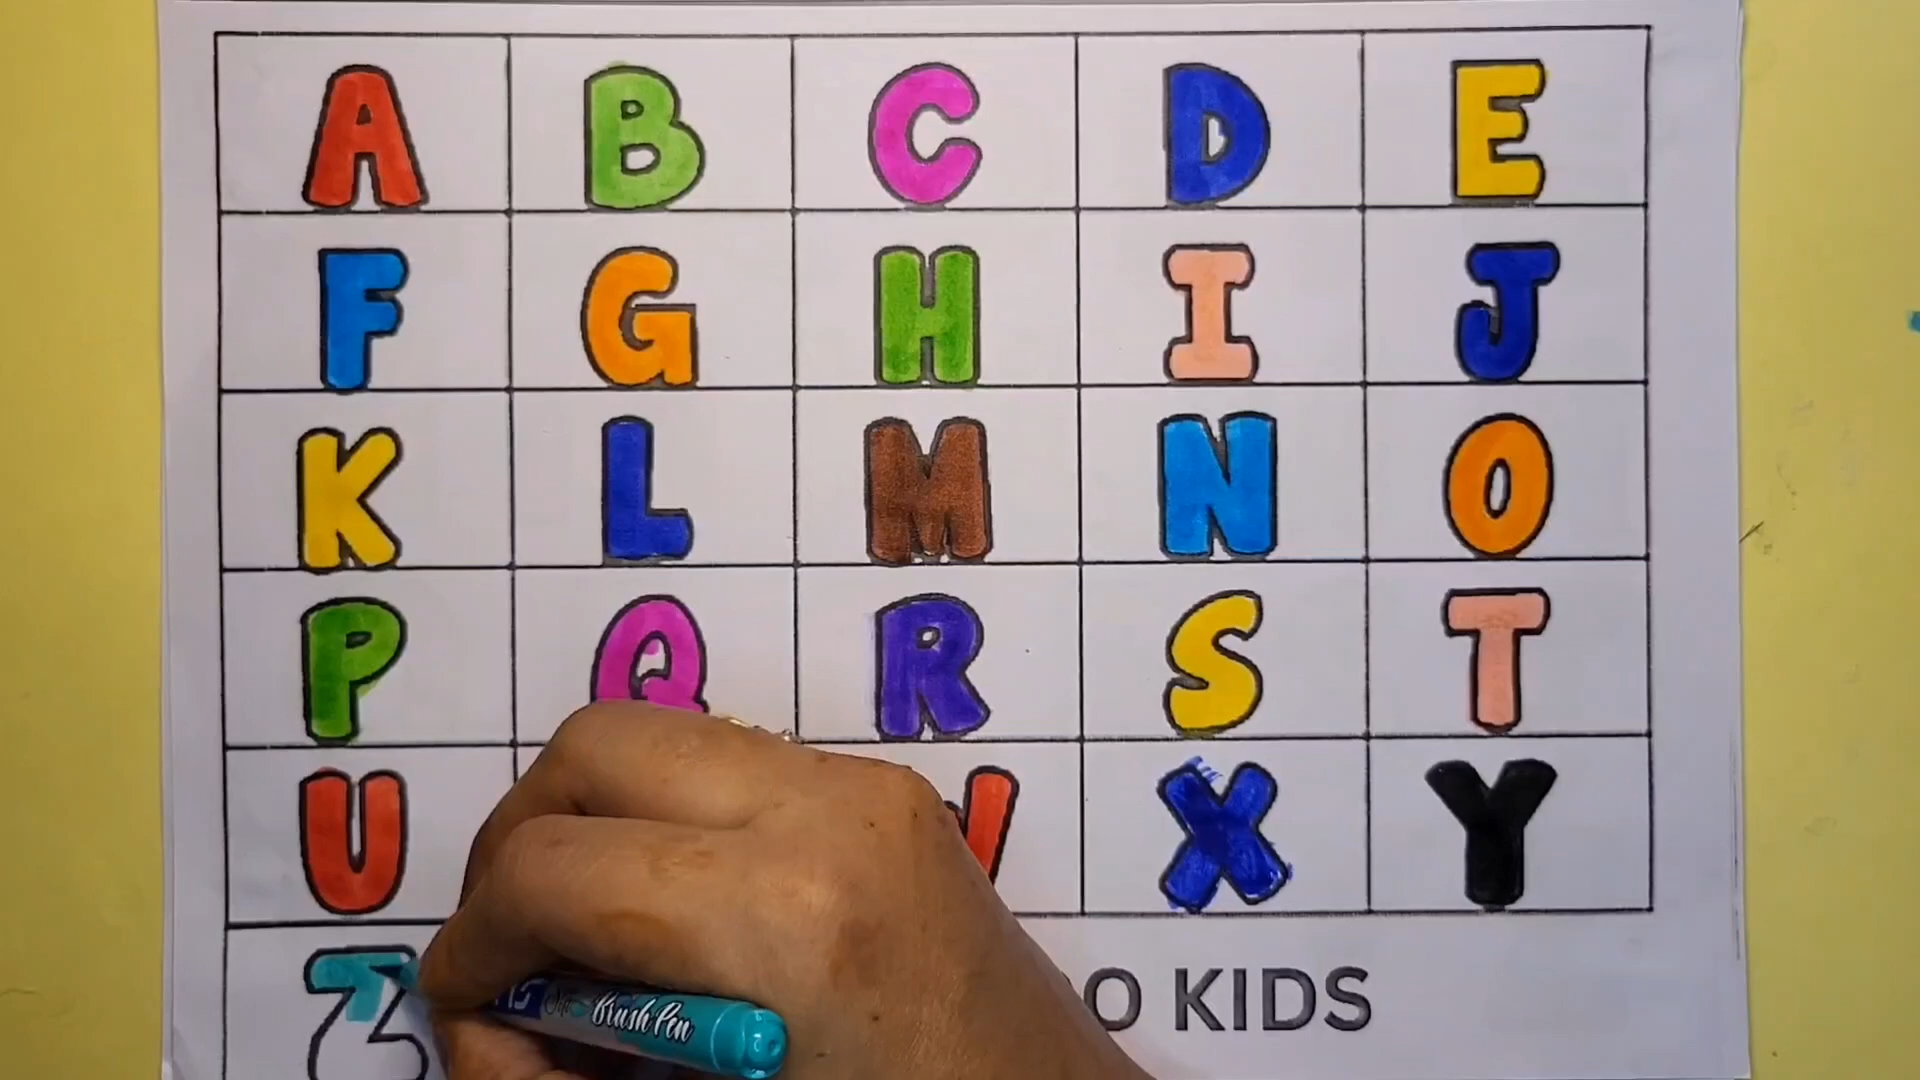 A B C D E
F G H I J
K L M N O
P Q R S T
U W X Y
Z
O KIDS
Brush Pen